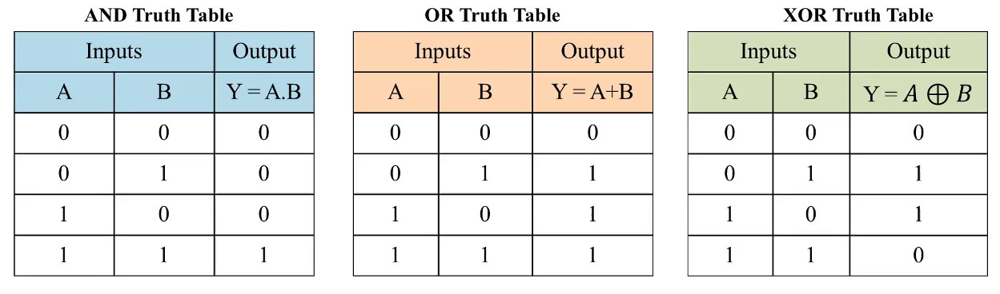 AND Truth Table
Inputs Output
A B Y = A.B
0 0 0
0 1 0
1 0 0
1 1 1
OR Truth Table
Inputs Output
A B Y = A+B
0 0 0
0 1 1
1 0 1
1 1 1
XOR Truth Table
Inputs Output
A B Y = A ⊕ B
0 0 0
0 1 1
1 0 1
1 1 0